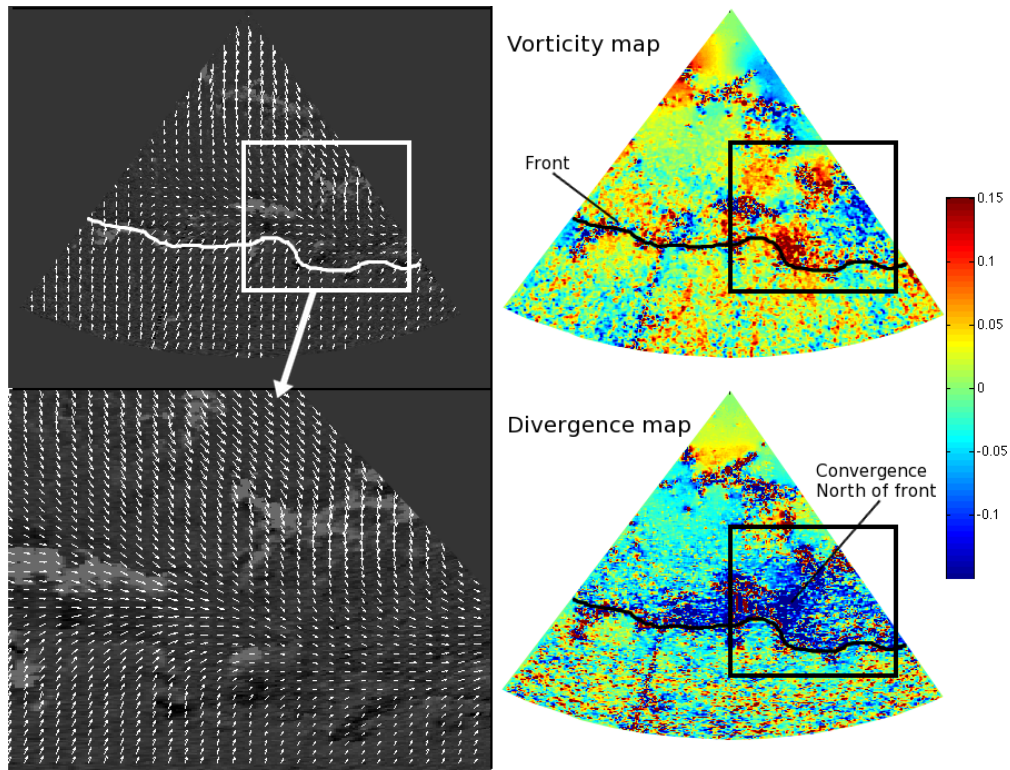 Vorticity map
Front
0.15
0.1
0.05
0
-0.05
-0.1
Divergence map
Convergence
North of front